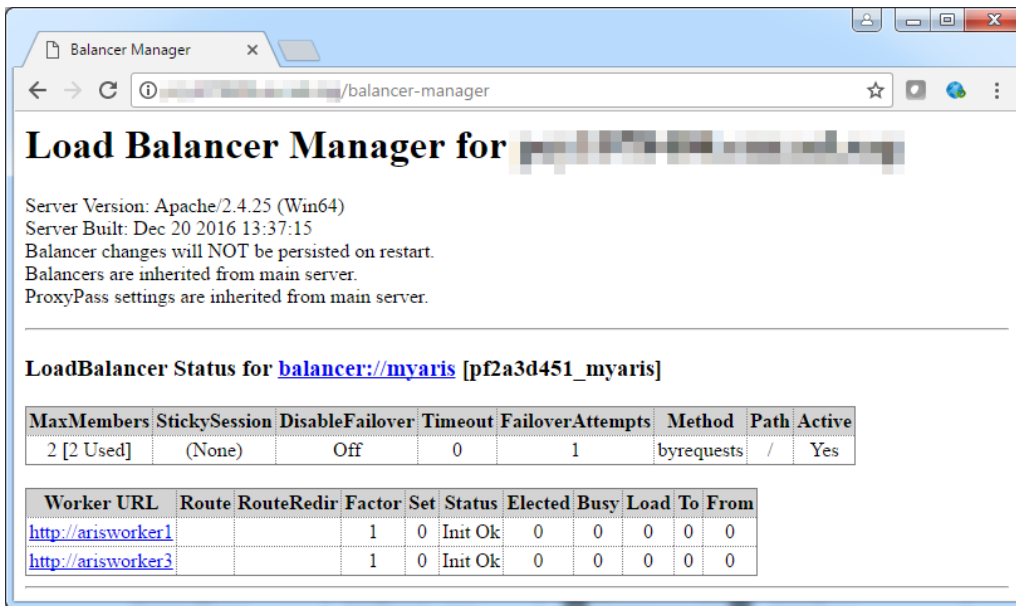 Balancer Manager
/balancer-manager
Load Balancer Manager for
Server Version: Apache/2.4.25 (Win64)
Server Built: Dec 20 2016 13:37:15
Balancer changes will NOT be persisted on restart.
Balancers are inherited from main server.
ProxyPass settings are inherited from main server.
LoadBalancer Status for balancer://myaris [pf2a3d451_myaris]
MaxMembers StickySession DisableFailover Timeout FailoverAttempts Method Path Active
2 [2 Used] (None) Off 0 1 byrequests / Yes
Worker URL Route RouteRedir Factor Set Status Elected Busy Load To From
http://arisworker1 1 0 Init Ok 0 0 0 0 0
http://arisworker3 1 0 Init Ok 0 0 0 0 0